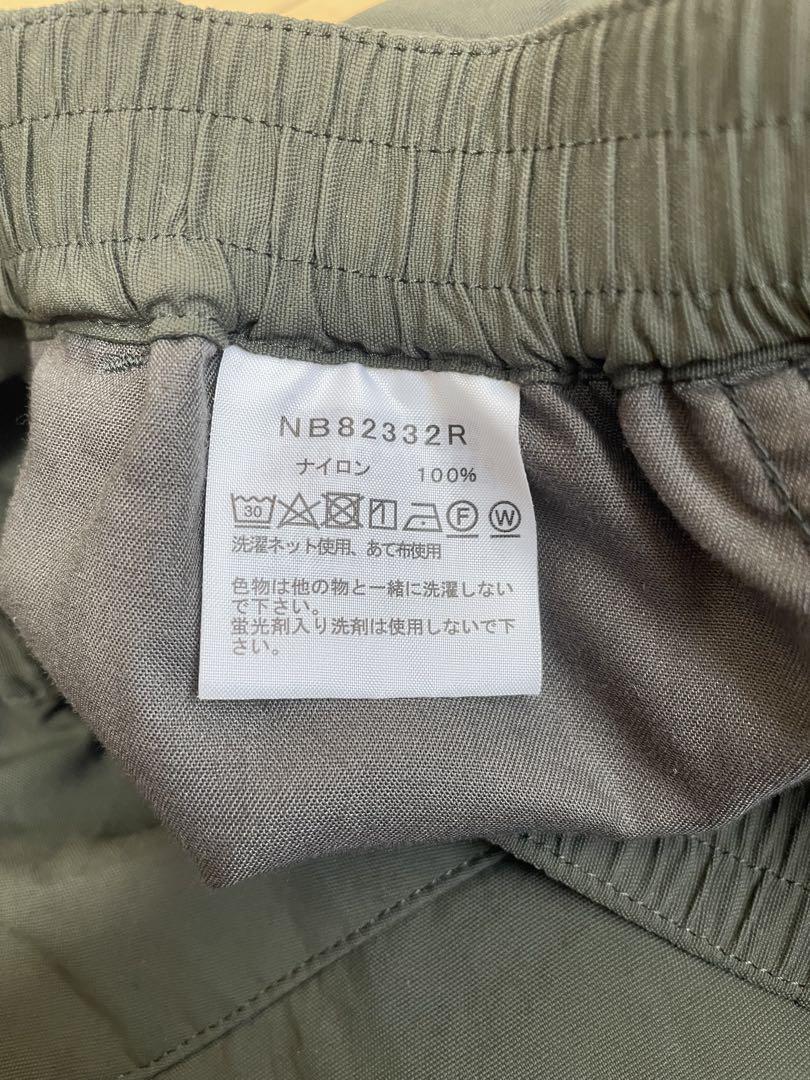 NB82332R
ナイロン 100%
30 F W
洗濯ネット使用、あて布使用
色物は他の物と一緒に洗濯しない
で下さい。
蛍光剤入り洗剤は使用しないで下
さい。